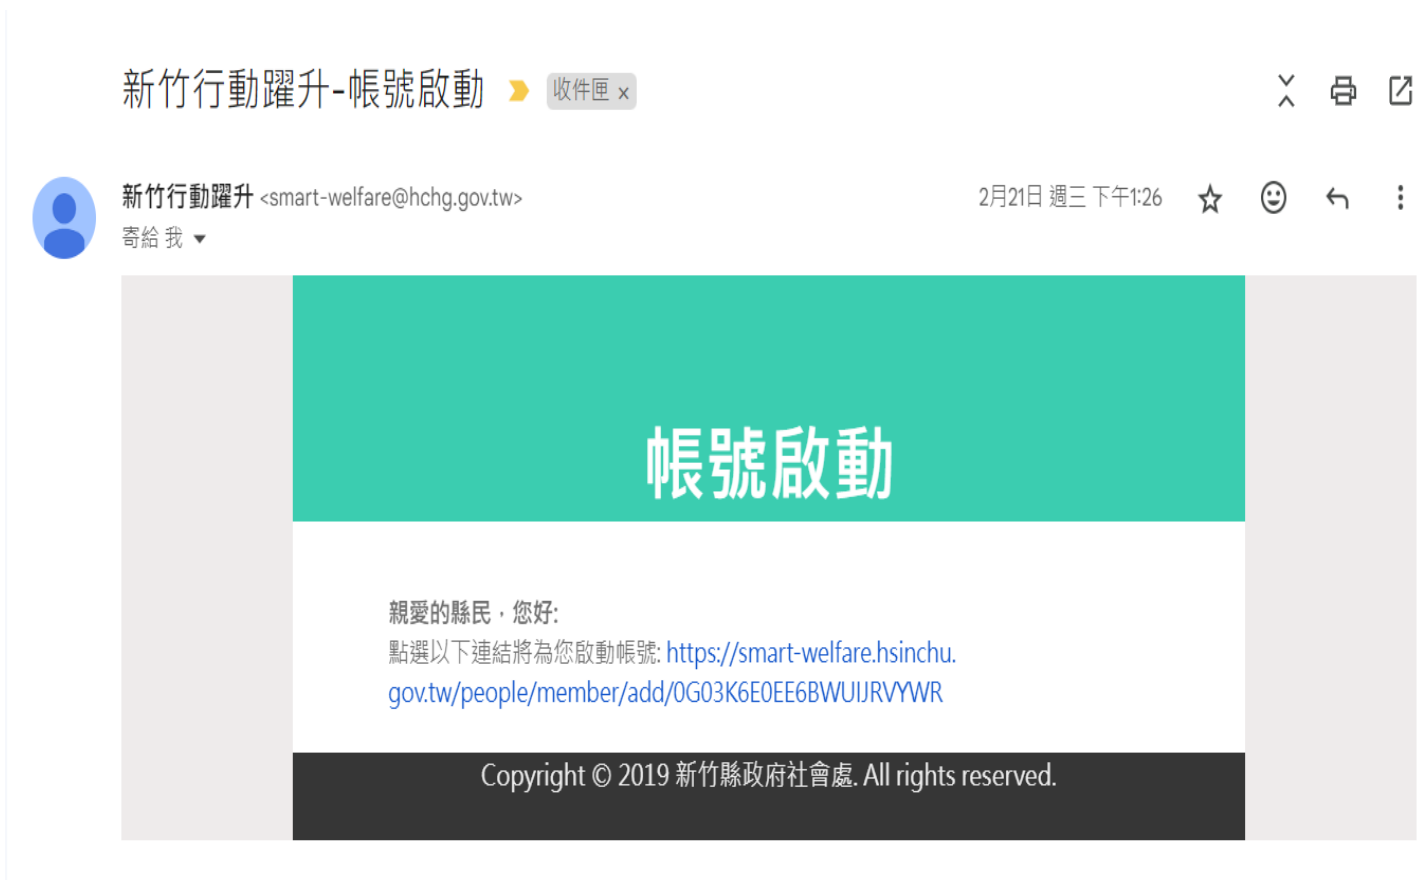 新竹行動躍升-帳號啟動 收件匣 x
新竹行動躍升 <smart-welfare@hchg.gov.tw> 2月21日 週三 下午1:26
寄給 我
帳號啟動
親愛的縣民，您好:
點選以下連結將為您啟動帳號: https://smart-welfare.hsinchu.
gov.tw/people/member/add/0G03K6E0EE6BWUIJRVYWR
Copyright © 2019 新竹縣政府社會處. All rights reserved.